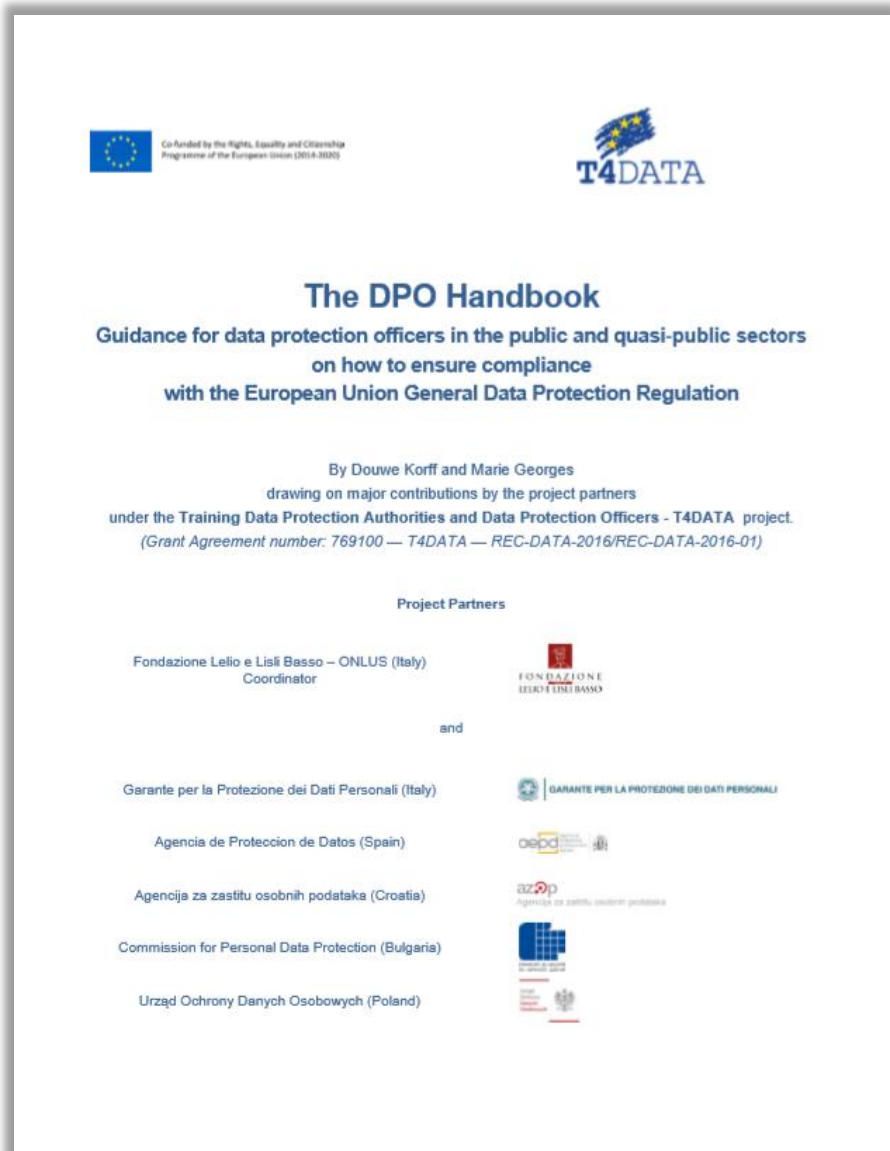 Co-funded by the Rights, Equality and Citizenship
Programme of the European Union (2014-2020)
T4DATA
The DPO Handbook
Guidance for data protection officers in the public and quasi-public sectors
on how to ensure compliance
with the European Union General Data Protection Regulation
By Douwe Korff and Marie Georges
drawing on major contributions by the project partners
under the Training Data Protection Authorities and Data Protection Officers - T4DATA project.
(Grant Agreement number: 769100 — T4DATA — REC-DATA-2016/REC-DATA-2016-01)
Project Partners
Fondazione Lelio e Lisli Basso – ONLUS (Italy)
Coordinator
FONDAZIONE
LELIO E LISLI BASSO
and
Garante per la Protezione dei Dati Personali (Italy)
GARANTE PER LA PROTEZIONE DEI DATI PERSONALI
Agencia de Proteccion de Datos (Spain)
aepd
Agencija za zastitu osobnih podataka (Croatia)
azop
Agencija za zaštitu osobnih podataka
Commission for Personal Data Protection (Bulgaria)
Urząd Ochrony Danych Osobowych (Poland)